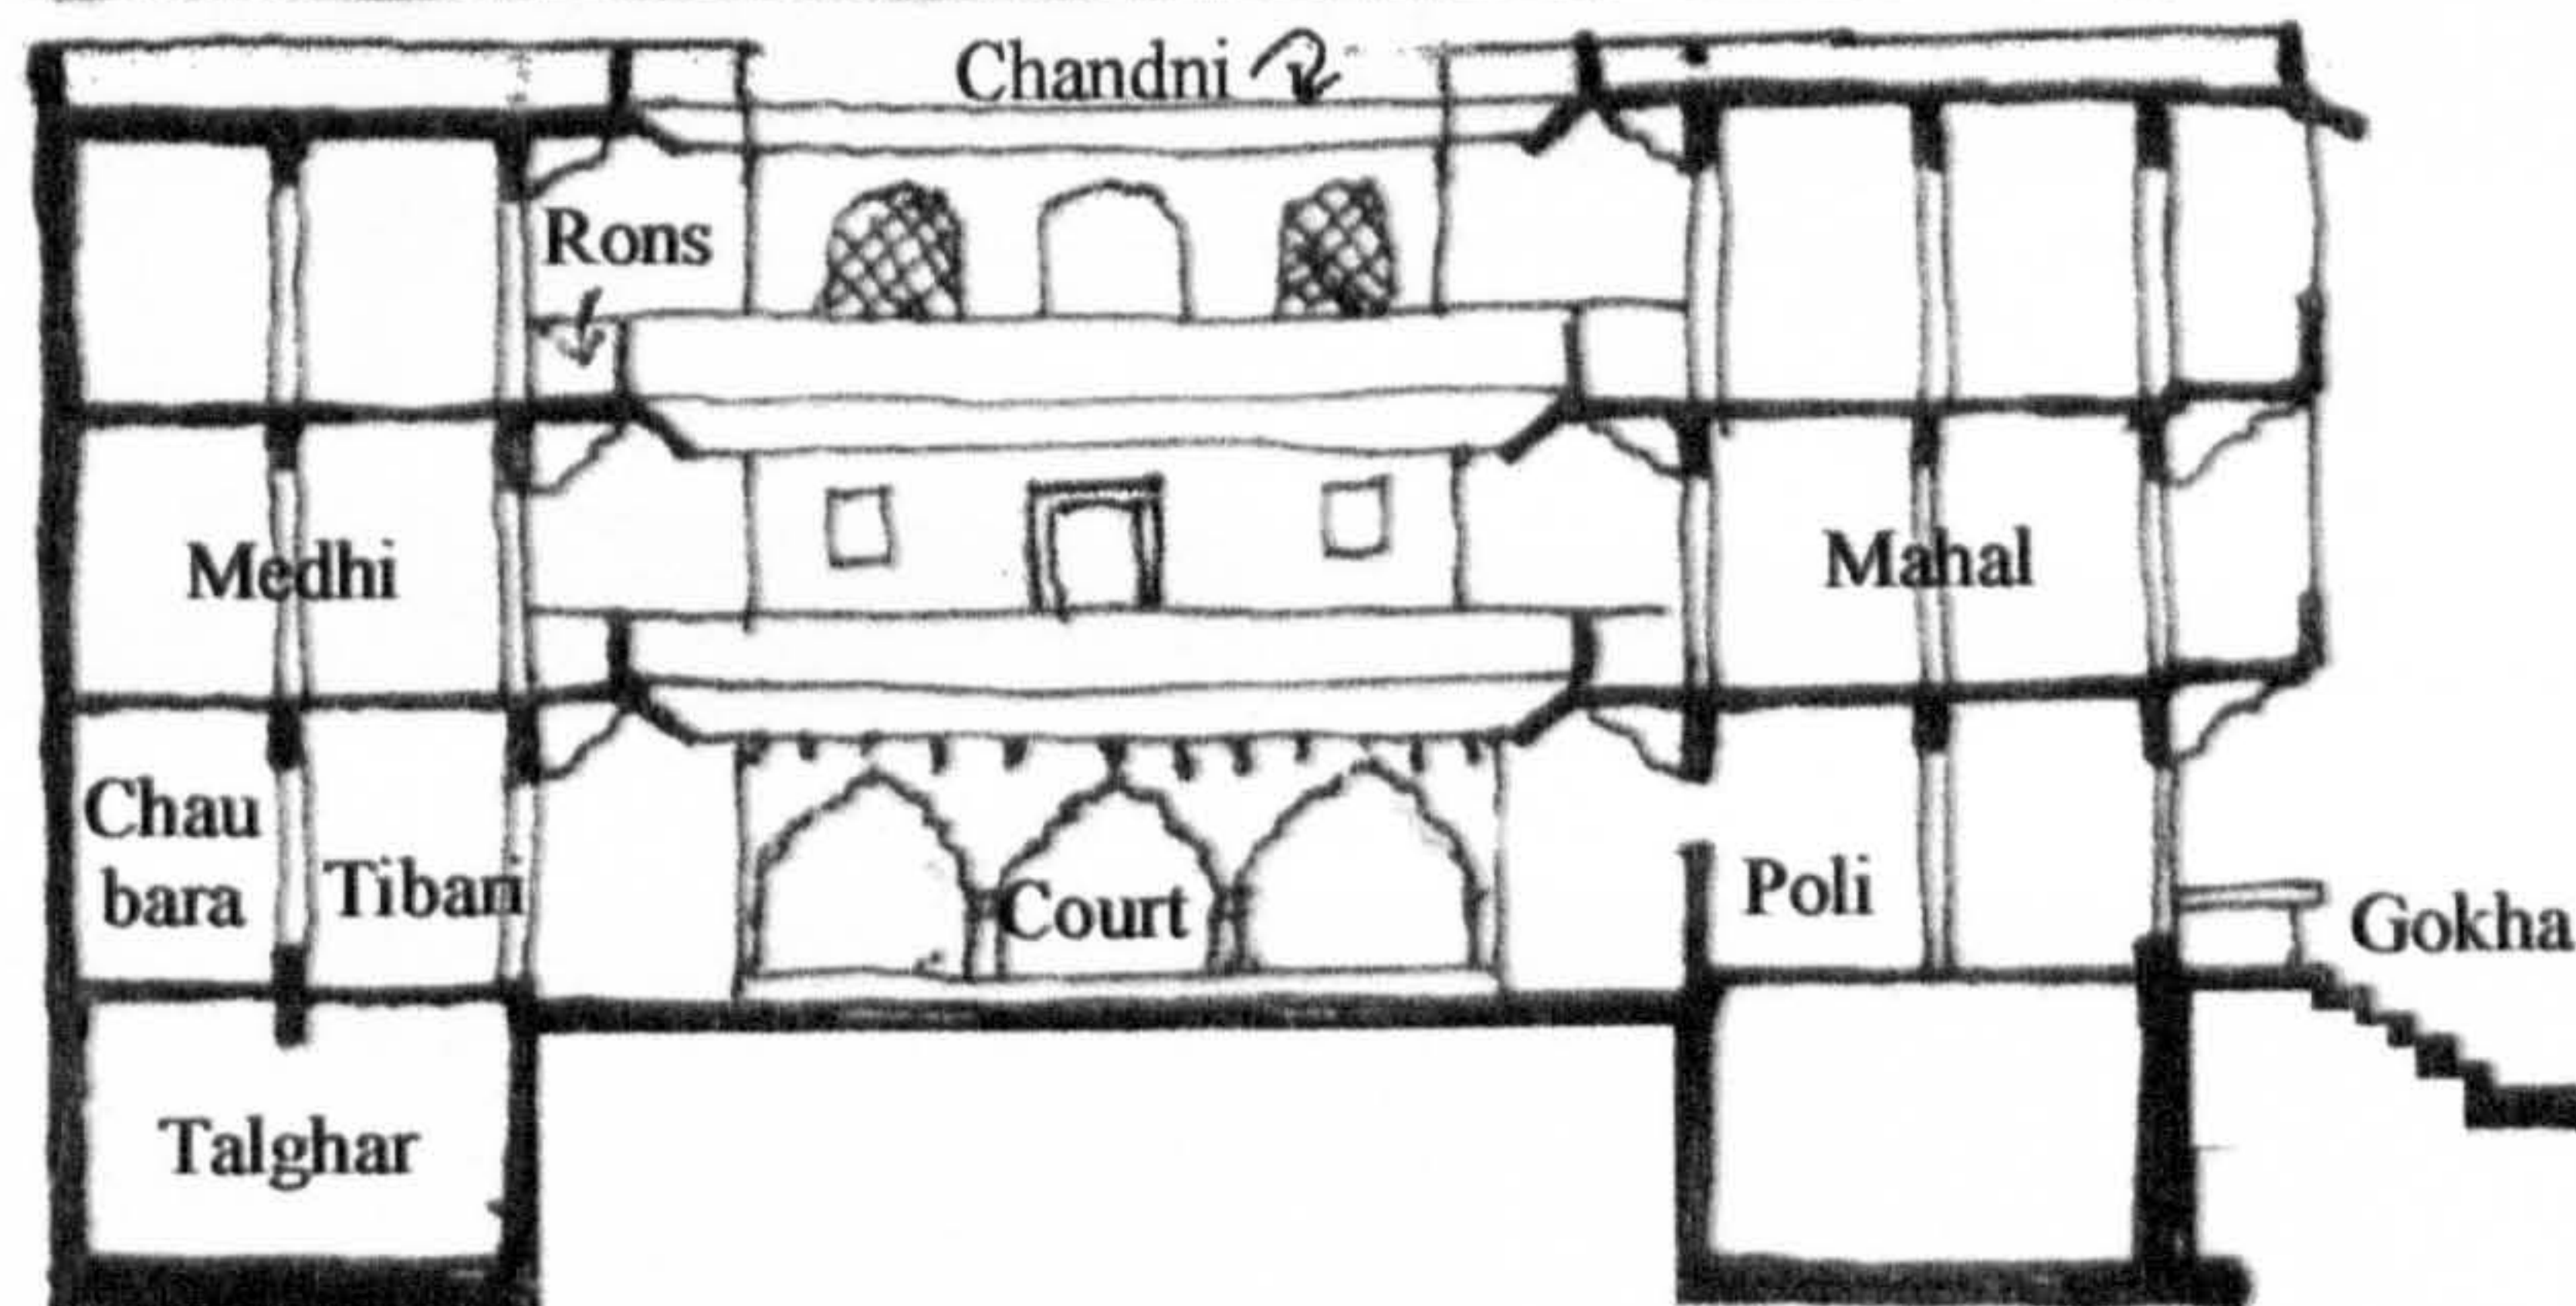 Chandni
Rons
Medhi
Mahal
Chau
bara
Tibari
Court
Poli
Gokha
Talghar